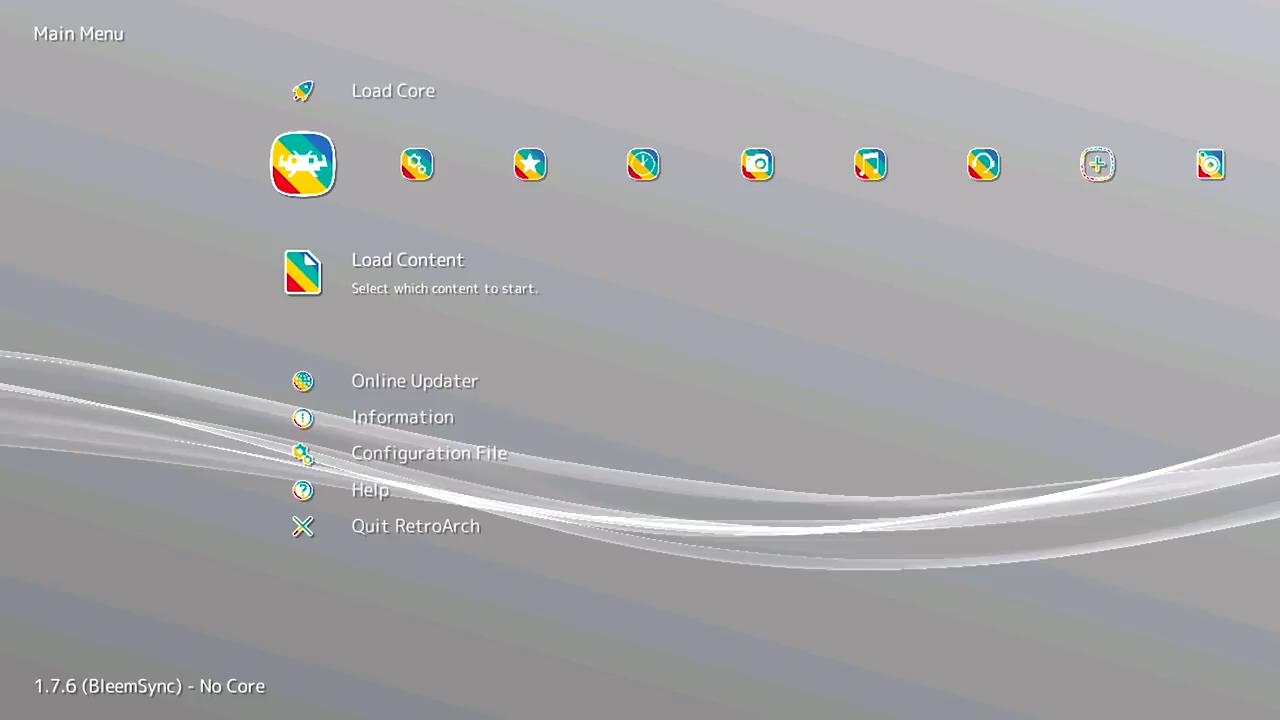 Main Menu
Load Core
Load Content
Select which content to start.
Online Updater
Information
Configuration File
Help
Quit RetroArch
1.7.6 (BleemSync) - No Core